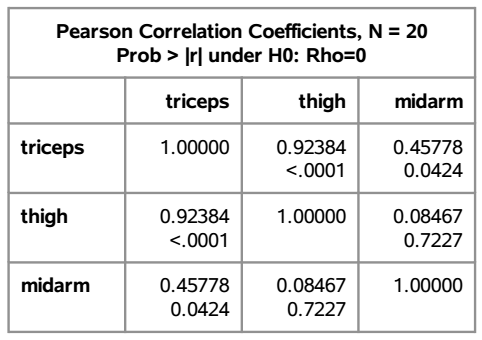 Pearson Correlation Coefficients, N = 20
Prob > |r| under H0: Rho=0
triceps thigh midarm
triceps 1.00000 0.92384 0.45778
<.0001 0.0424
thigh 0.92384 1.00000 0.08467
<.0001 0.7227
midarm 0.45778 0.08467 1.00000
0.0424 0.7227